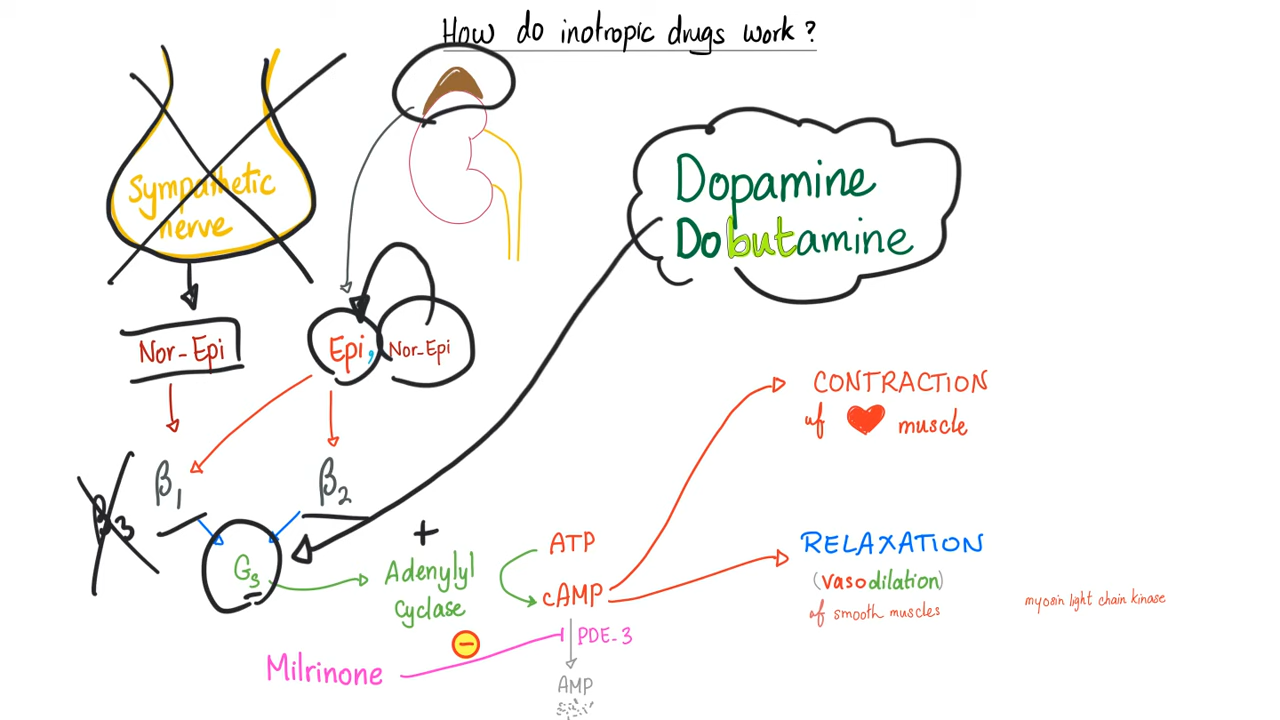 How do inotropic drugs work?
Sympathetic
nerve
Dopamine
Dobutamine
Nor-Epi
Epi, Nor-Epi
CONTRACTION
of muscle
β1
β2
β3
Gs
+
Adenylyl
cyclase
ATP
cAMP
RELAXATION
(vasodilation)
of smooth muscles
myosin light chain kinase
PDE-3
Milrinone
AMP